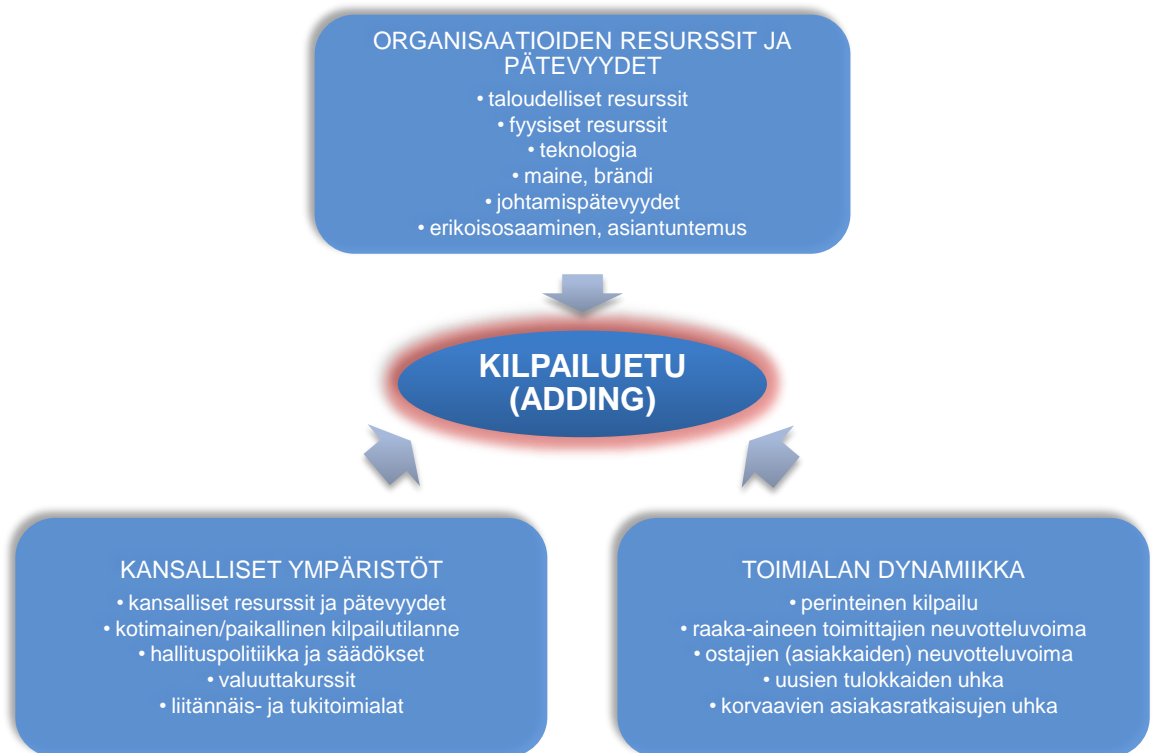 ORGANISAATIOIDEN RESURSSIT JA
PÄTEVYYDET
• taloudelliset resurssit
• fyysiset resurssit
• teknologia
• maine, brändi
• johtamispätevyydet
• erikoisosaaminen, asiantuntemus
KILPAILUETU
(ADDING)
KANSALLISET YMPÄRISTÖT
• kansalliset resurssit ja pätevyydet
• kotimainen/paikallinen kilpailutilanne
• hallituspolitiikka ja säädökset
• valuuttakurssit
• liitännäis- ja tukitoimialat
TOIMIALAN DYNAMIIKKA
• perinteinen kilpailu
• raaka-aineen toimittajien neuvotteluvoima
• ostajien (asiakkaiden) neuvotteluvoima
• uusien tulokkaiden uhka
• korvaavien asiakasratkaisujen uhka